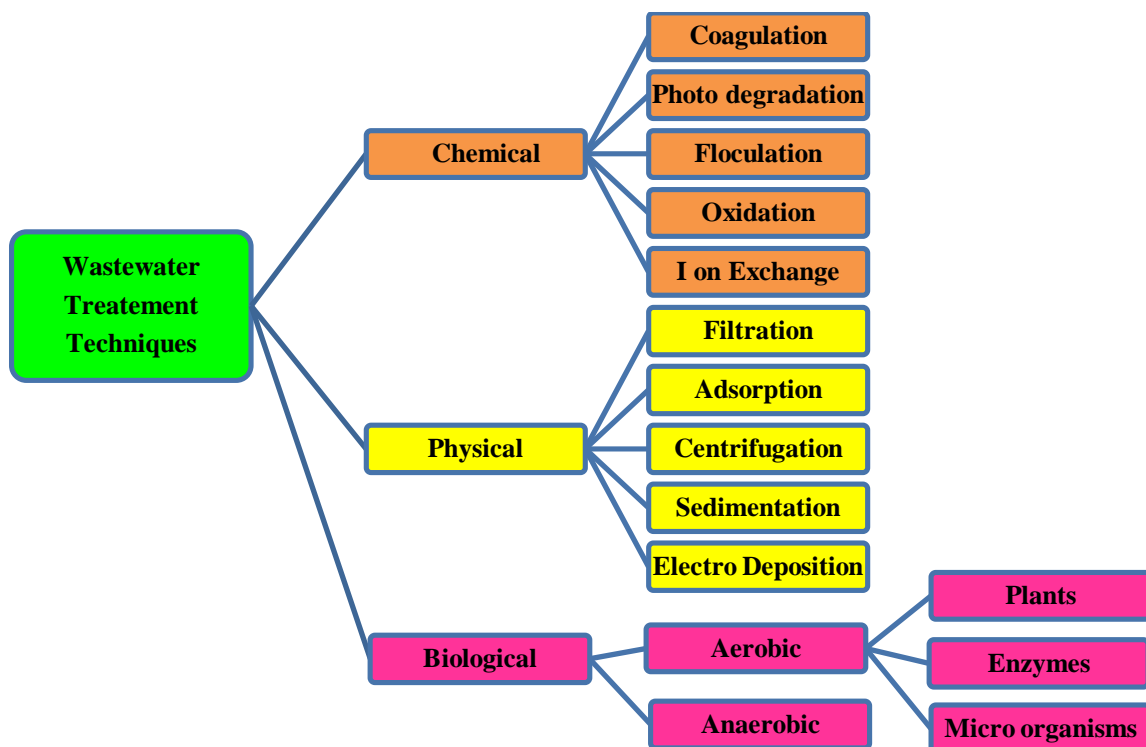 Wastewater
Treatement
Techniques
Chemical
Coagulation
Photo degradation
Floculation
Oxidation
I on Exchange
Physical
Filtration
Adsorption
Centrifugation
Sedimentation
Electro Deposition
Biological
Aerobic
Plants
Enzymes
Micro organisms
Anaerobic